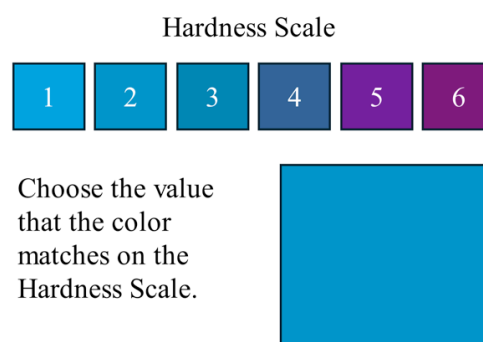 Hardness Scale
1 2 3 4 5 6
Choose the value
that the color
matches on the
Hardness Scale.